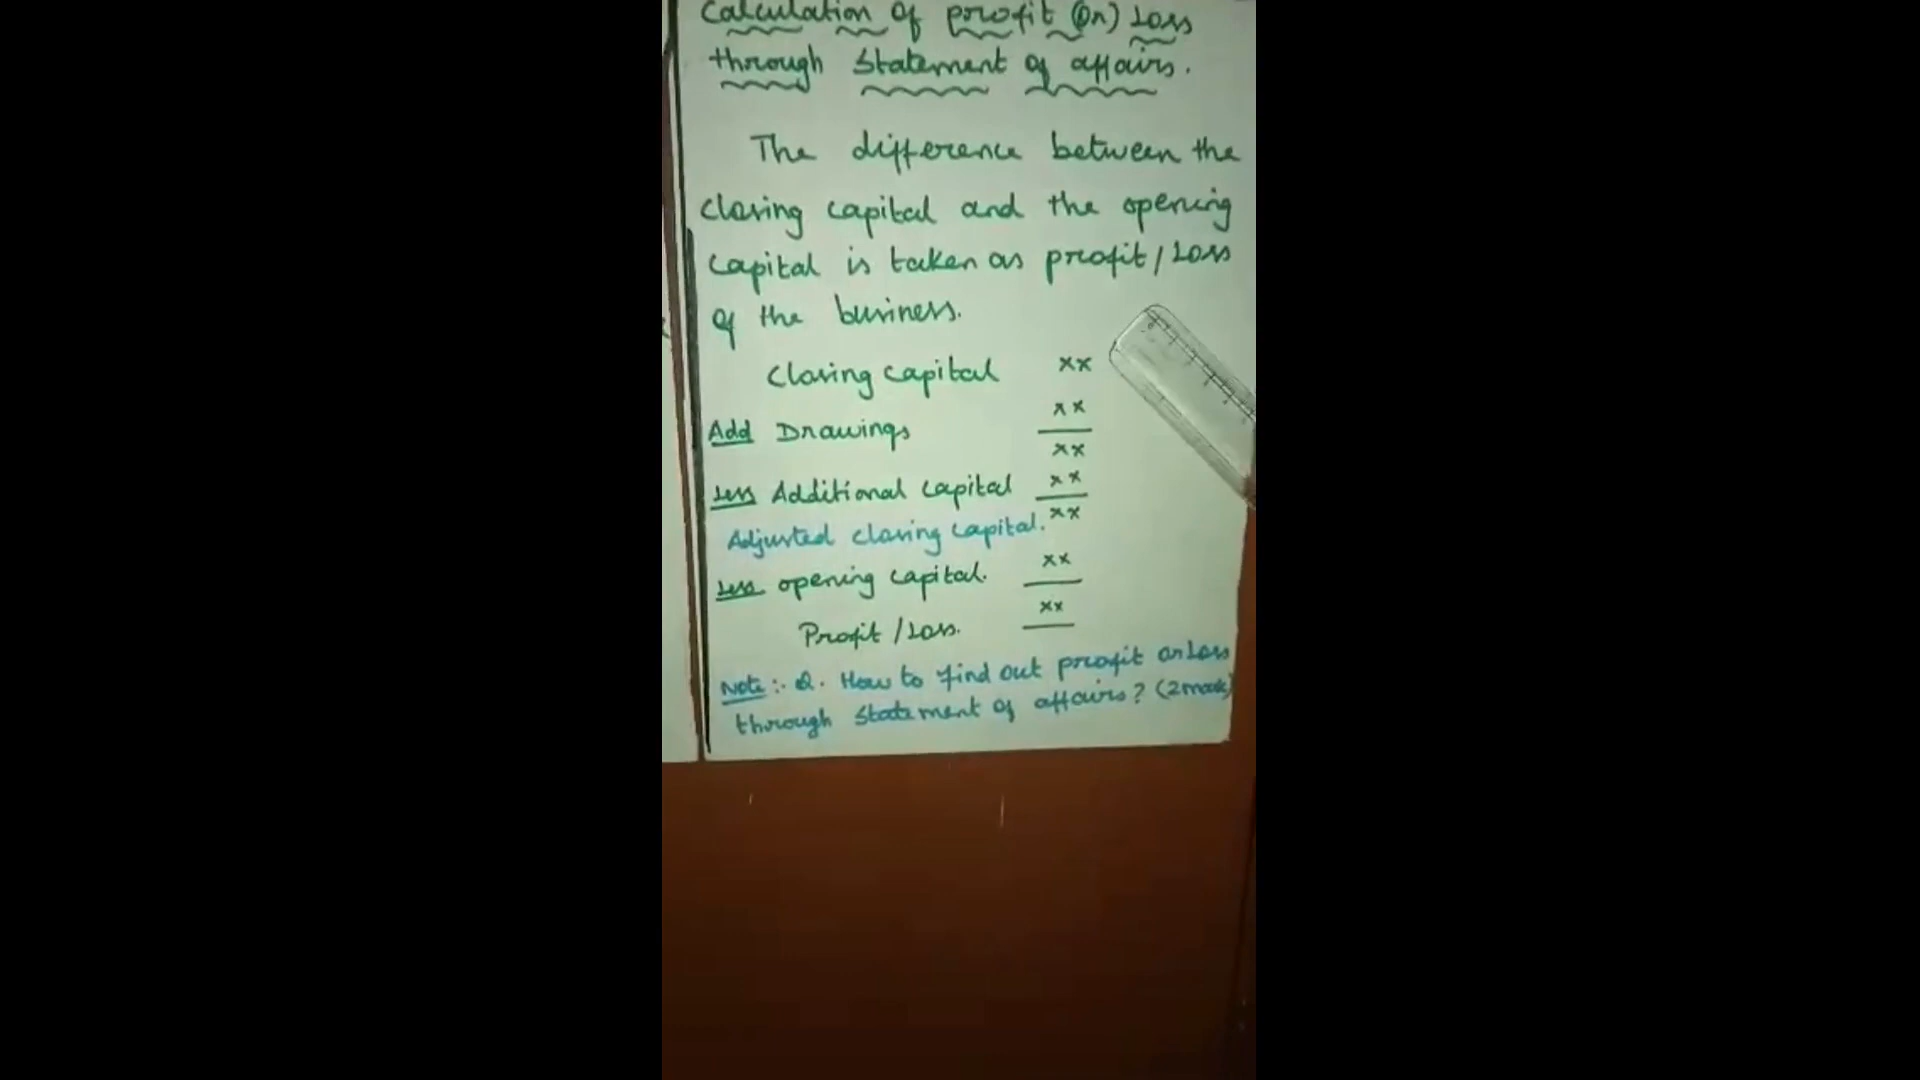 Calculation of profit (or) Loss
through Statement of affairs.
The difference between the
closing capital and the opening
capital is taken as profit / Loss
of the business.
Closing capital xx
Add Drawings xx
xx
Less Additional capital xx
Adjusted closing capital. xx
Less opening capital. xx
Profit / Loss. xx
Note :- Q. How to find out profit or Loss
through Statement of affairs? (2 mark)